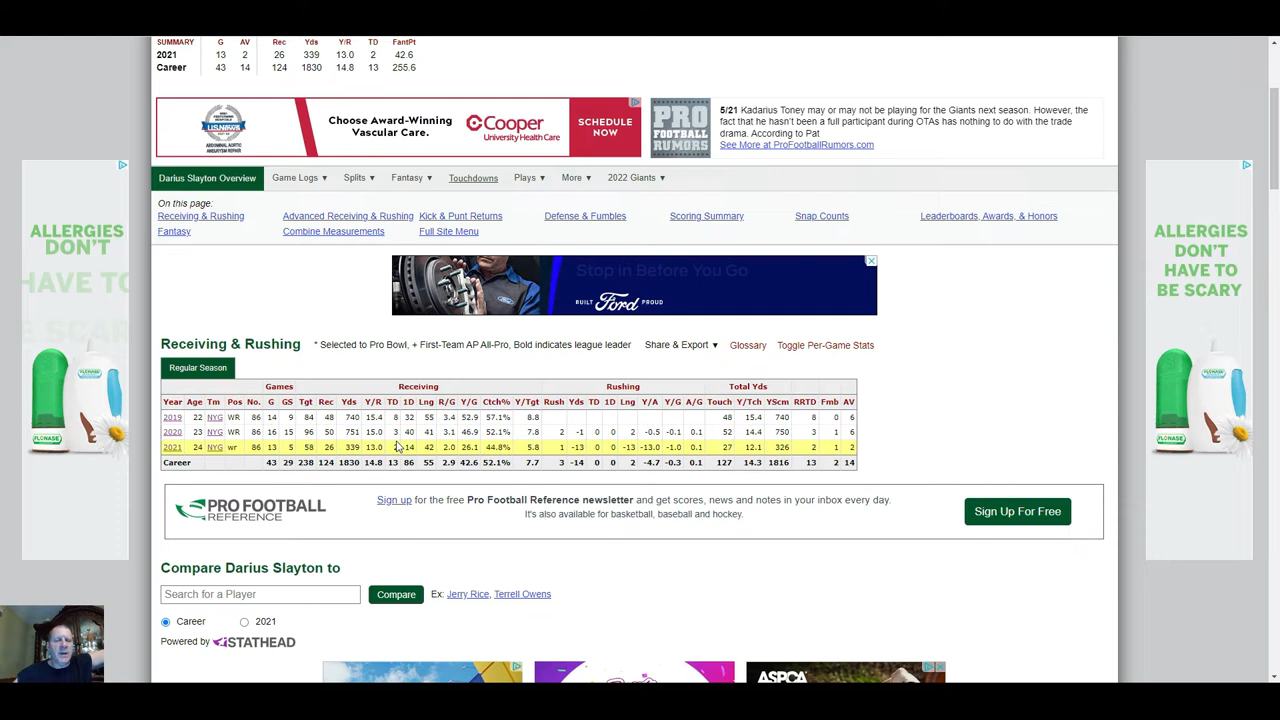 SUMMARY G AV Rec Yds Y/R TD FantPt
2021 13 2 26 339 13.0 2 42.6
Career 43 14 124 1830 14.8 13 255.6
Choose Award-Winning
Vascular Care.
Cooper
University Health Care
SCHEDULE
NOW
PRO
FOOTBALL
RUMORS
5/21 Kadarius Toney may or may not be playing for the Giants next season. However, the
fact that he hasn't been a full participant during OTAs has nothing to do with the trade
drama. According to Pat
See More at ProFootballRumors.com
Darius Slayton Overview Game Logs ▼ Splits ▼ Fantasy ▼ Touchdowns Plays ▼ More ▼ 2022 Giants ▼
On this page:
Receiving & Rushing Advanced Receiving & Rushing Kick & Punt Returns Defense & Fumbles Scoring Summary Snap Counts Leaderboards, Awards, & Honors
Fantasy Combine Measurements Full Site Menu
ALLERGIES
DON'T
HAVE TO
BE SCARY
FLONASE
ALLERGIES
DON'T
HAVE TO
BE SCARY
FLONASE
Stop in Before You Go
BUILT Ford PROUD
Receiving & Rushing * Selected to Pro Bowl, + First-Team AP All-Pro, Bold indicates league leader Share & Export ▼ Glossary Toggle Per-Game Stats
Regular Season
Games Receiving Rushing Total Yds
Year Age Tm Pos No. G GS Tgt Rec Yds Y/R TD 1D Lng R/G Y/G Ctch% Y/Tgt Rush Yds TD 1D Lng Y/A Y/G A/G Touch Y/Tch YScm RRTD Fmb AV
2019 22 NYG WR 86 14 9 84 48 740 15.4 8 32 55 3.4 52.9 57.1% 8.8 48 15.4 740 8 0 6
2020 23 NYG WR 86 16 15 96 50 751 15.0 3 40 41 3.1 46.9 52.1% 7.8 2 -1 0 0 2 -0.5 -0.1 0.1 52 14.4 750 3 1 6
2021 24 NYG wr 86 13 5 58 26 339 13.0 14 42 2.0 26.1 44.8% 5.8 1 -13 0 0 -13 -13.0 -1.0 0.1 27 12.1 326 2 1 2
Career 43 29 238 124 1830 14.8 13 86 55 2.9 42.6 52.1% 7.7 3 -14 0 0 2 -4.7 -0.3 0.1 127 14.3 1816 13 2 14
PRO FOOTBALL
REFERENCE
Sign up for the free Pro Football Reference newsletter and get scores, news and notes in your inbox every day.
It's also available for basketball, baseball and hockey.
Sign Up For Free
Compare Darius Slayton to
Search for a Player Compare Ex: Jerry Rice, Terrell Owens
Career 2021
Powered by STATHEAD
ASPCA